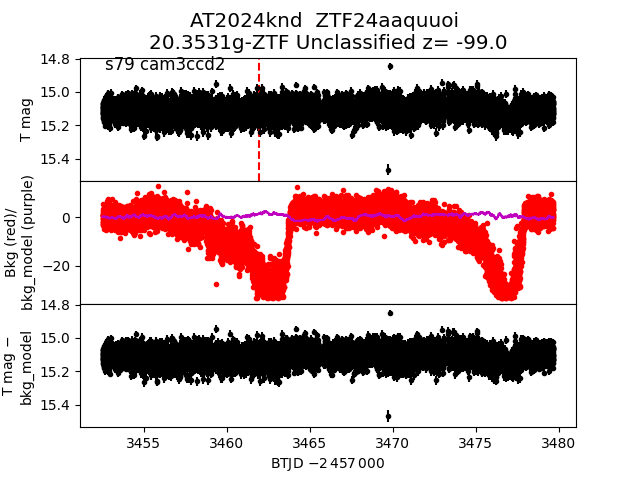 AT2024knd  ZTF24aaquuoi
20.3531g-ZTF Unclassified z= -99.0
s79 cam3ccd2
14.8
15.0
15.2
15.4
T mag
0
−20
Bkg (red)/
bkg_model (purple)
14.8
15.0
15.2
15.4
T mag −
bkg_model
3455 3460 3465 3470 3475 3480
BTJD −2 457 000